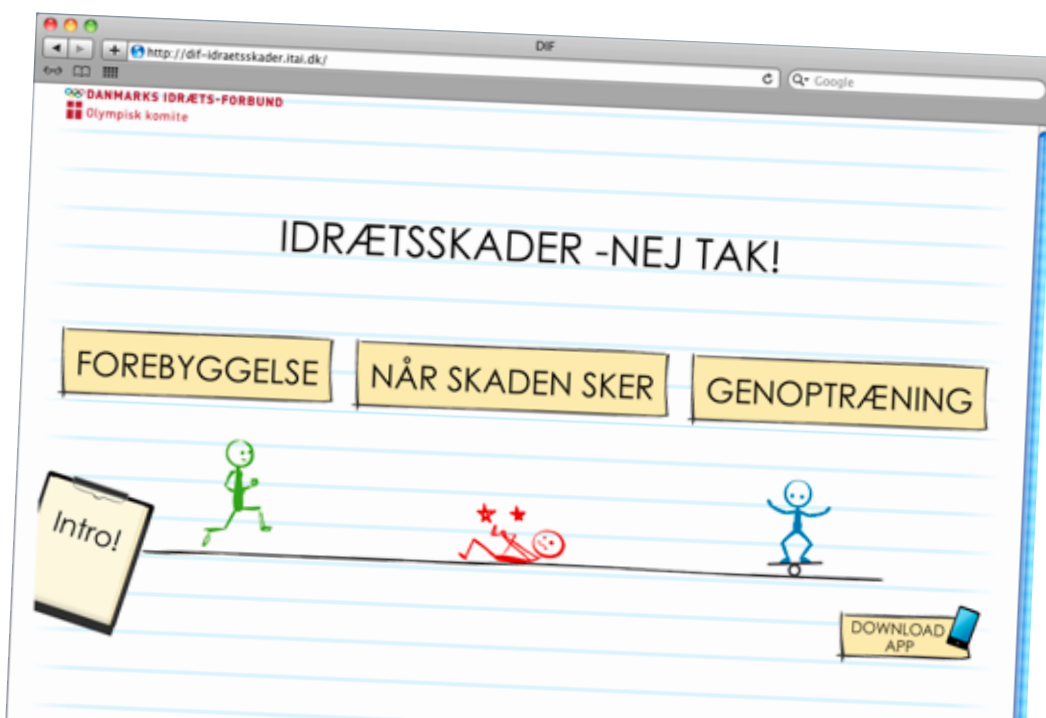 DIF
http://dif-idraetsskader.itai.dk/
Google
DANMARKS IDRÆTS-FORBUND
Olympisk komite
IDRÆTSSKADER -NEJ TAK!
FOREBYGGELSE
NÅR SKADEN SKER
GENOPTRÆNING
Intro!
DOWNLOAD
APP